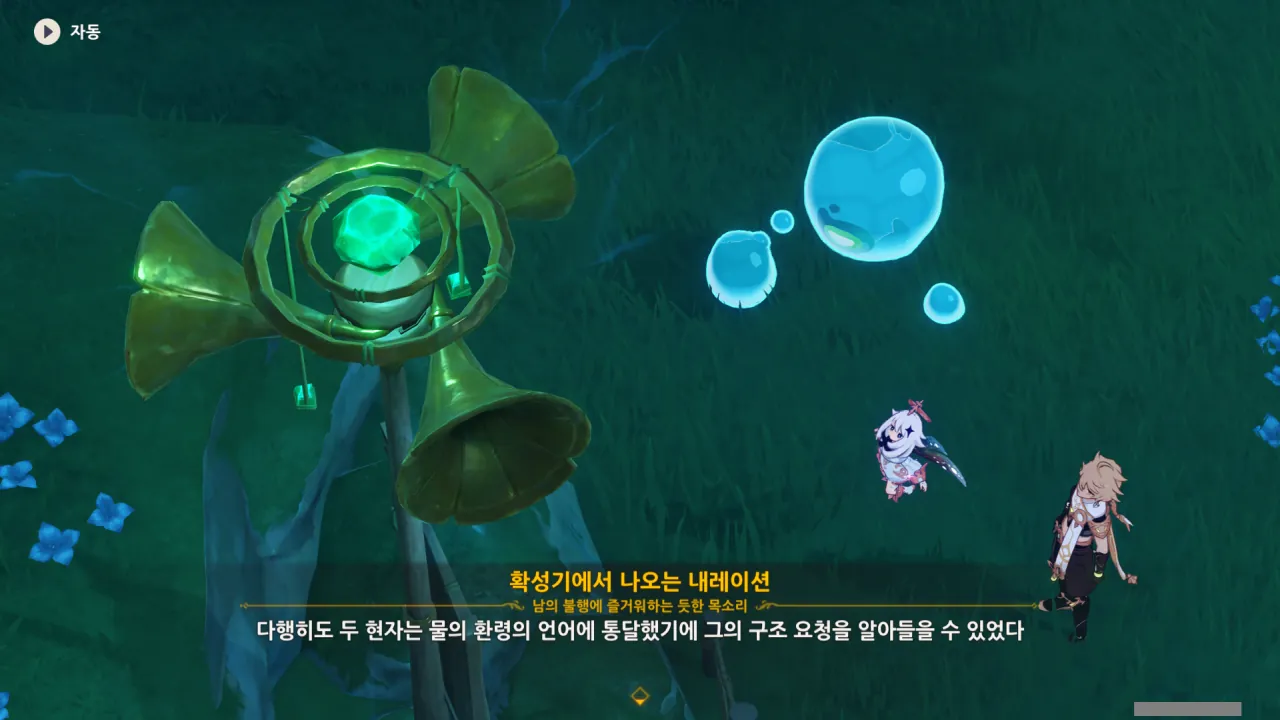 자동
확성기에서 나오는 내레이션
남의 불행에 즐거워하는 듯한 목소리
다행히도 두 현자는 물의 환령의 언어에 통달했기에 그의 구조 요청을 알아들을 수 있었다